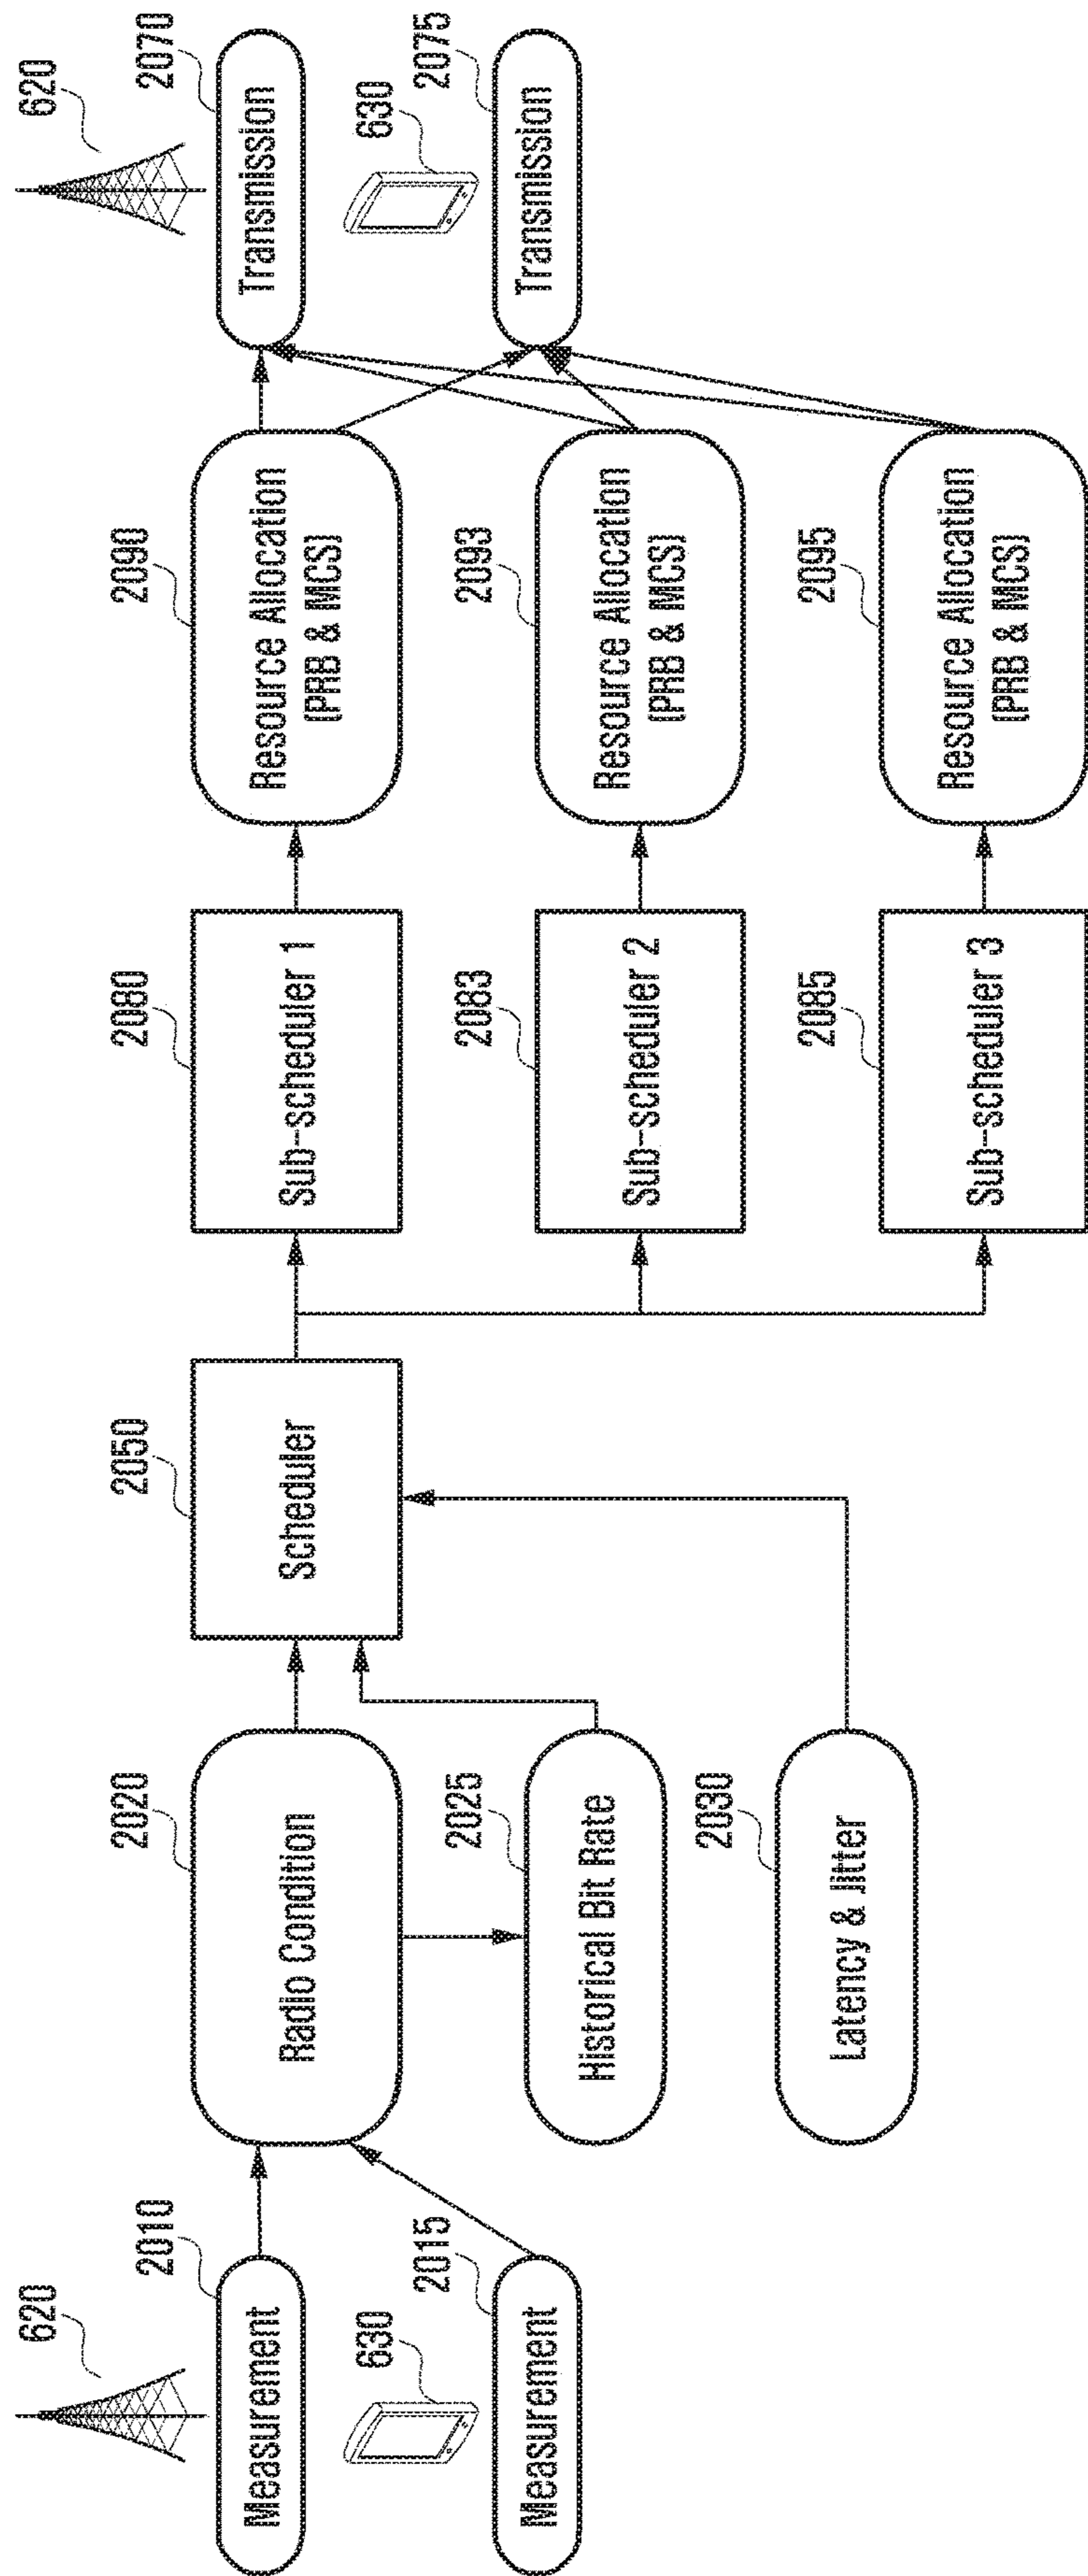 620
2010
Measurement
630
2015
Measurement
2020
Radio Condition
2025
Historical Bit Rate
2030
Latency & Jitter
2050
Scheduler
2080
Sub-scheduler 1
2083
Sub-scheduler 2
2085
Sub-scheduler 3
2090
Resource Allocation
(PRB & MCS)
2093
Resource Allocation
(PRB & MCS)
2095
Resource Allocation
(PRB & MCS)
620
2070
Transmission
630
2075
Transmission